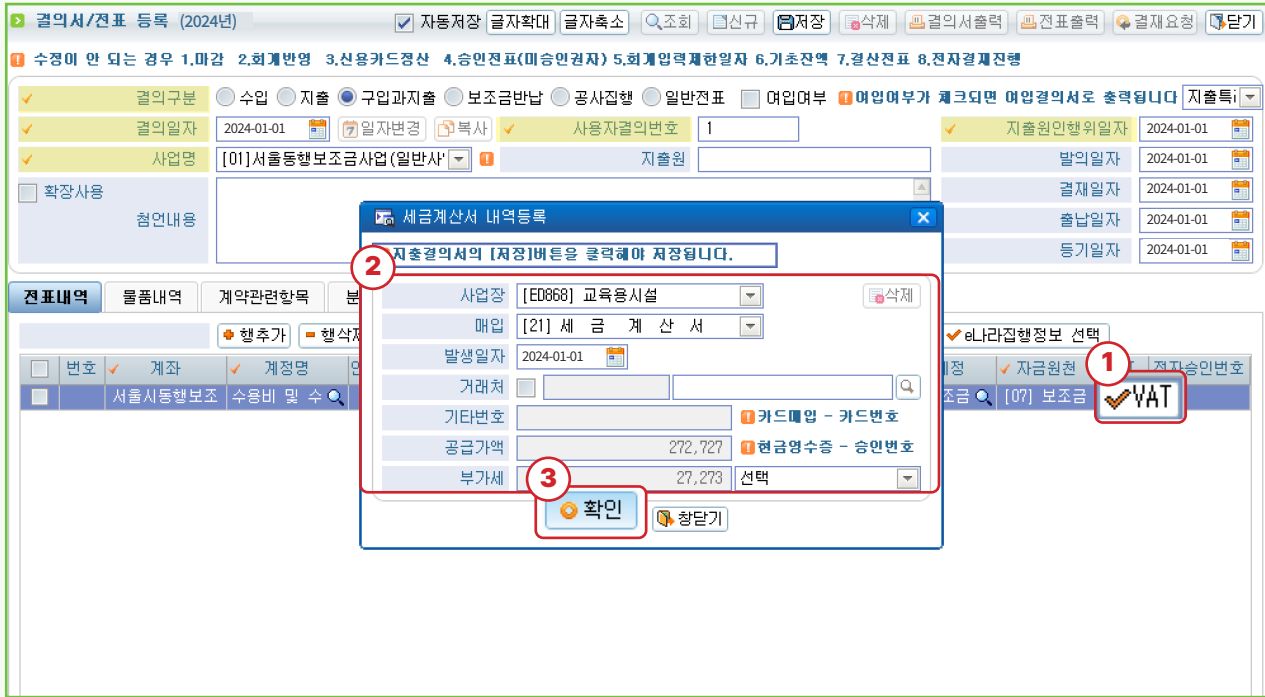 결의서/전표 등록 (2024년) 자동저장 글자확대 글자축소 조회 신규 저장 삭제 결의서출력 전표출력 결재요청 닫기
수정이 안 되는 경우 1.마감 2.회계반영 3.신용카드정산 4.승인전표(미승인권자) 5.회계입력제한일자 6.기초잔액 7.결산전표 8.전자결재진행
결의구분 수입 지출 구입과지출 보조금반납 공사집행 일반전표 여입여부 여입여부가 체크되면 여입결의서로 출력됩니다 지출특
결의일자 2024-01-01 일자변경 복사 사용자결의번호 1 지출원인행위일자 2024-01-01
사업명 [01]서울동행보조금사업(일반사 지출원 발의일자 2024-01-01
확장사용 결재일자 2024-01-01
첨언내용 출납일자 2024-01-01
등기일자 2024-01-01
세금계산서 내역등록
지출결의서의 [저장]버튼을 클릭해야 저장됩니다.
2
사업장 [ED868] 교육용시설 삭제
매입 [21]세 금 계 산 서
발생일자 2024-01-01
거래처
기타번호 카드매입 - 카드번호
공급가액 272,727 현금영수증 - 승인번호
부가세 27,273 선택
3
확인 창닫기
전표내역 물품내역 계약관련항목
행추가 행삭제 e나라집행정보 선택
번호 계좌 계정명 자금원천 전자승인번호
1
서울시동행보조 수용비 및 수 조금 [07] 보조금 VAT